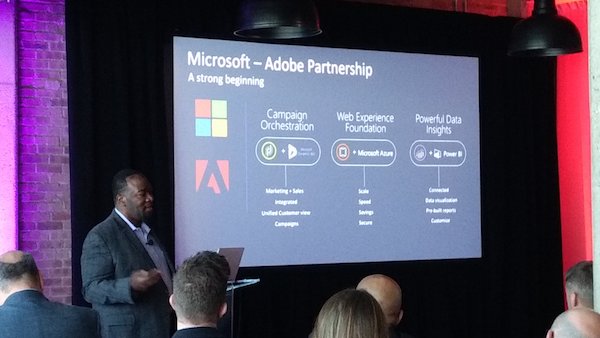 Microsoft – Adobe Partnership
A strong beginning
Campaign
Orchestration
Web Experience
Foundation
Powerful Data
Insights
+
+ Microsoft Azure
+ Power BI
Marketing + Sales
Integrated
Unified Customer view
Campaigns
Scale
Speed
Savings
Secure
Connected
Data visualization
Pre-built reports
Customize